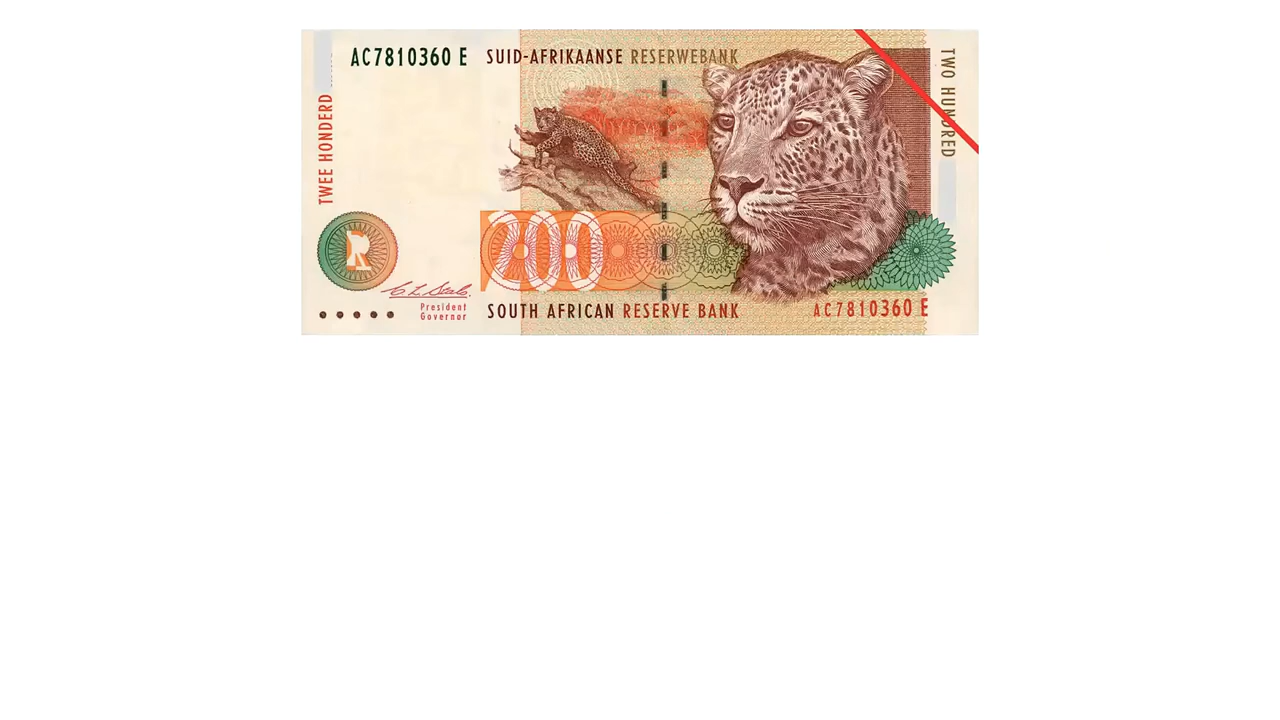 AC7810360 E
SUID-AFRIKAANSE RESERWEBANK
TWEE HONDERD
TWO HUNDRED
200
R
President
Governor
SOUTH AFRICAN RESERVE BANK
AC7810360 E